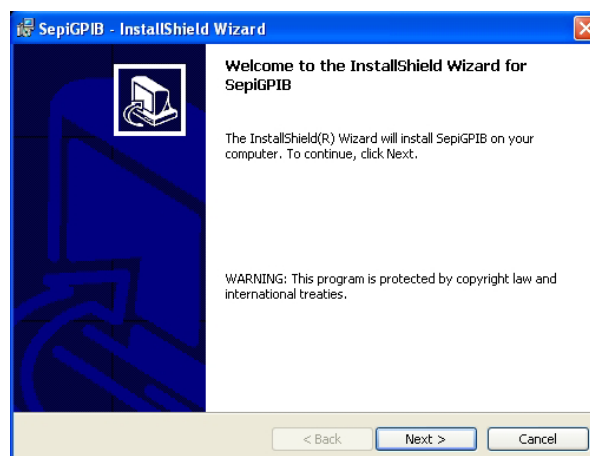 SepiGPIB - InstallShield Wizard
Welcome to the InstallShield Wizard for
SepiGPIB
The InstallShield(R) Wizard will install SepiGPIB on your
computer. To continue, click Next.
WARNING: This program is protected by copyright law and
international treaties.
< Back Next > Cancel